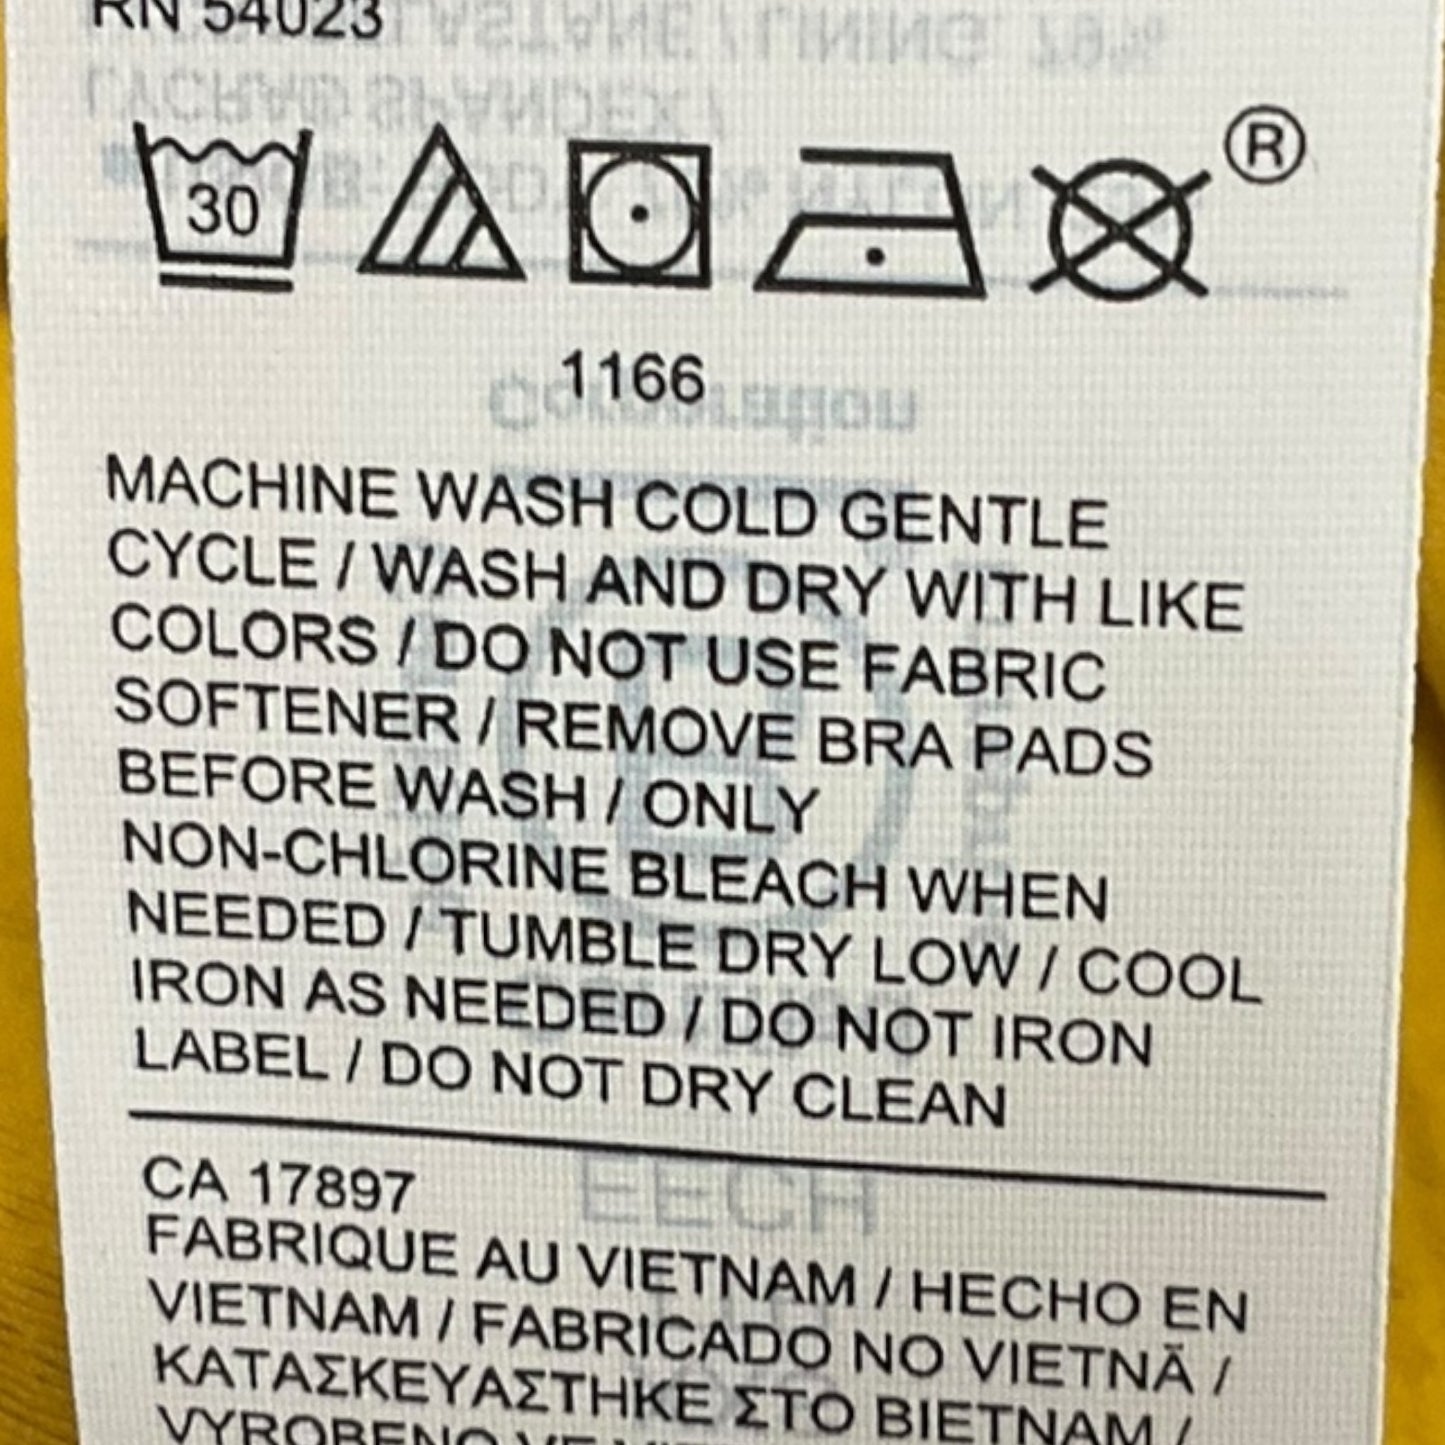 RN 54023
30
®
1166
MACHINE WASH COLD GENTLE
CYCLE / WASH AND DRY WITH LIKE
COLORS / DO NOT USE FABRIC
SOFTENER / REMOVE BRA PADS
BEFORE WASH / ONLY
NON-CHLORINE BLEACH WHEN
NEEDED / TUMBLE DRY LOW / COOL
IRON AS NEEDED / DO NOT IRON
LABEL / DO NOT DRY CLEAN
CA 17897
FABRIQUE AU VIETNAM / HECHO EN
VIETNAM / FABRICADO NO VIETNÃ /
ΚΑΤΑΣΚΕΥΑΣΤΗΚΕ ΣΤΟ ΒΙΕΤΝΑΜ /
VYROBENO VE